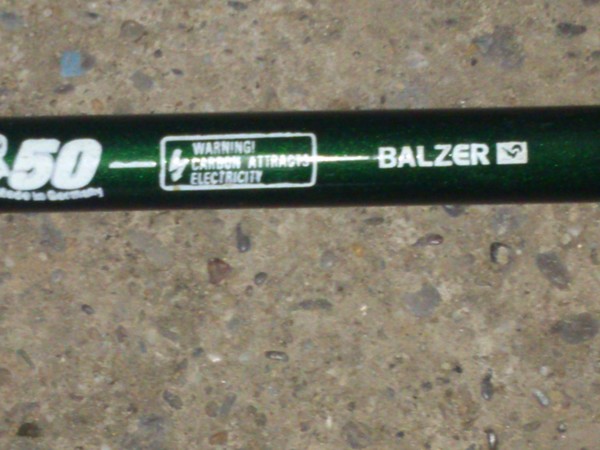 50
Made in Germany
WARNING!
CARBON ATTRACTS
ELECTRICITY
BALZER